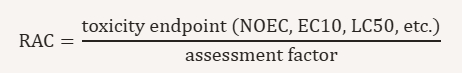 RAC = toxicity endpoint (NOEC, EC10, LC50, etc.)
assessment factor